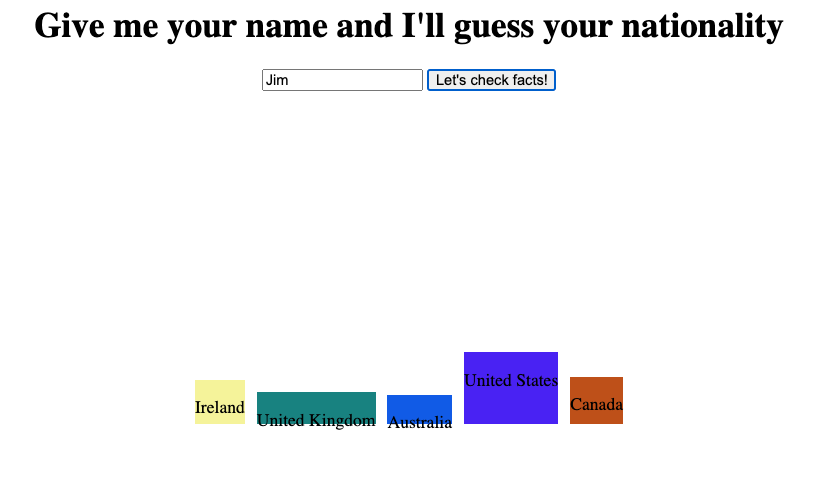 Give me your name and I'll guess your nationality
Jim Let's check facts!
United States
Ireland United Kingdom Australia Canada